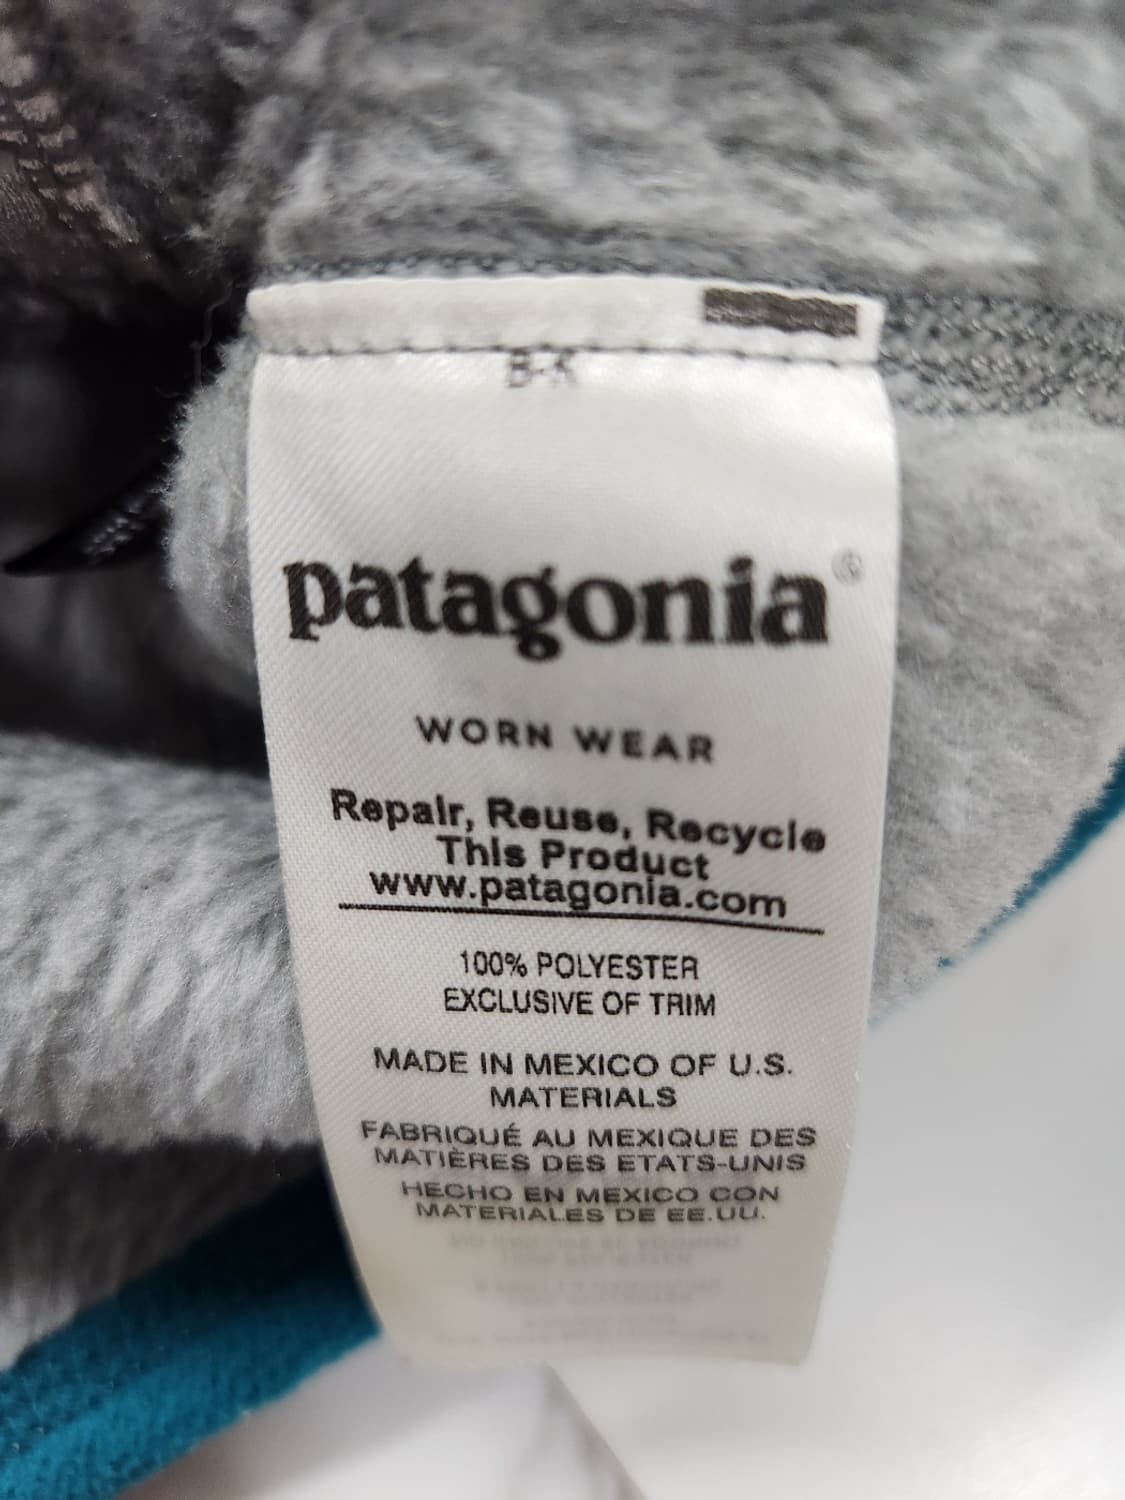 B-K
patagonia®
WORN WEAR
Repair, Reuse, Recycle
This Product
www.patagonia.com
100% POLYESTER
EXCLUSIVE OF TRIM
MADE IN MEXICO OF U.S.
MATERIALS
FABRIQUÉ AU MEXIQUE DES
MATIÈRES DES ETATS-UNIS
HECHO EN MEXICO CON
MATERIALES DE EE.UU.